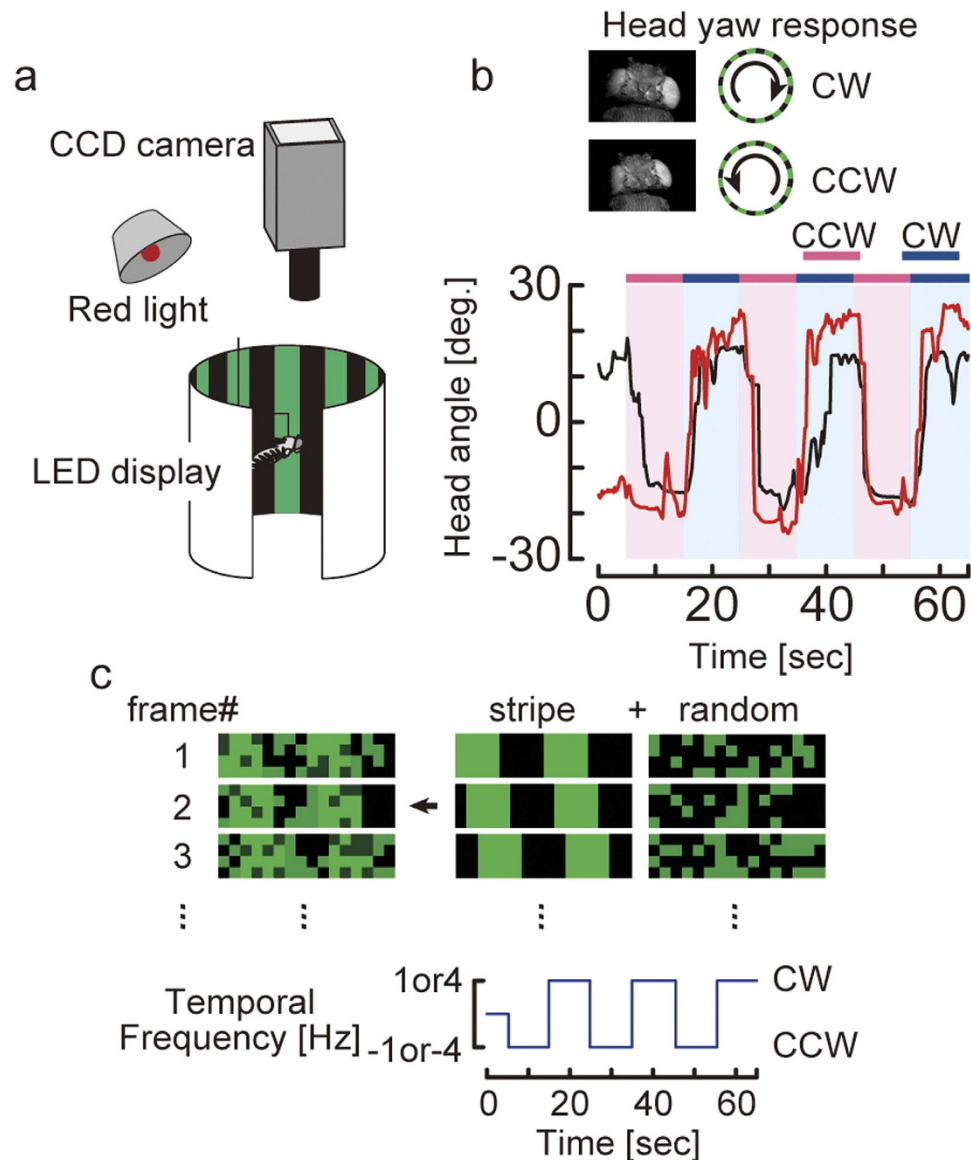 a
CCD camera
Red light
LED display
b
Head yaw response
CW
CCW
CCW CW
Head angle [deg.]
30
0
-30
0 20 40 60
Time [sec]
c
frame# stripe + random
1
2
3
Temporal
Frequency [Hz]
1or4
-1or-4
CW
CCW
0 20 40 60
Time [sec]